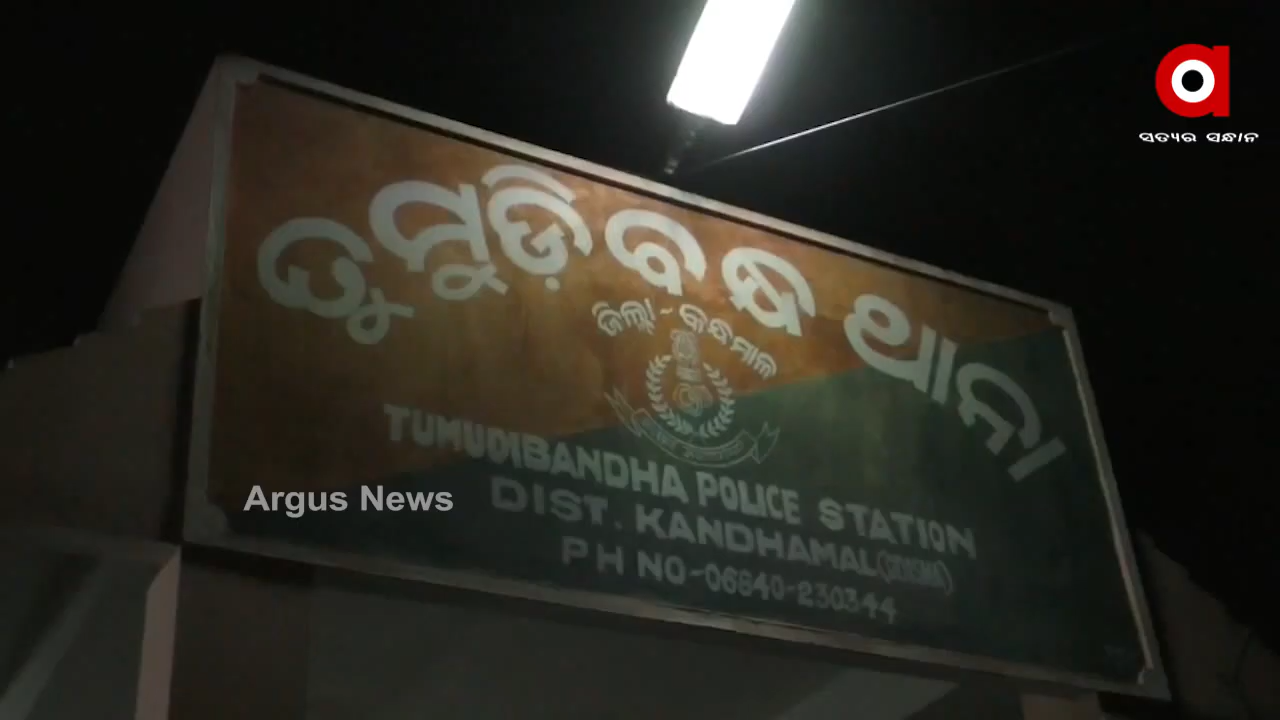 ସତ୍ୟର ସନ୍ଧାନ
ତୁମୁଡ଼ିବନ୍ଧ ଥାନା
ଜିଲ୍ଲା-କନ୍ଧମାଳ
TUMUDIBANDHA POLICE STATION
DIST. KANDHAMAL (ODISHA)
PH NO-06840-230344
Argus News